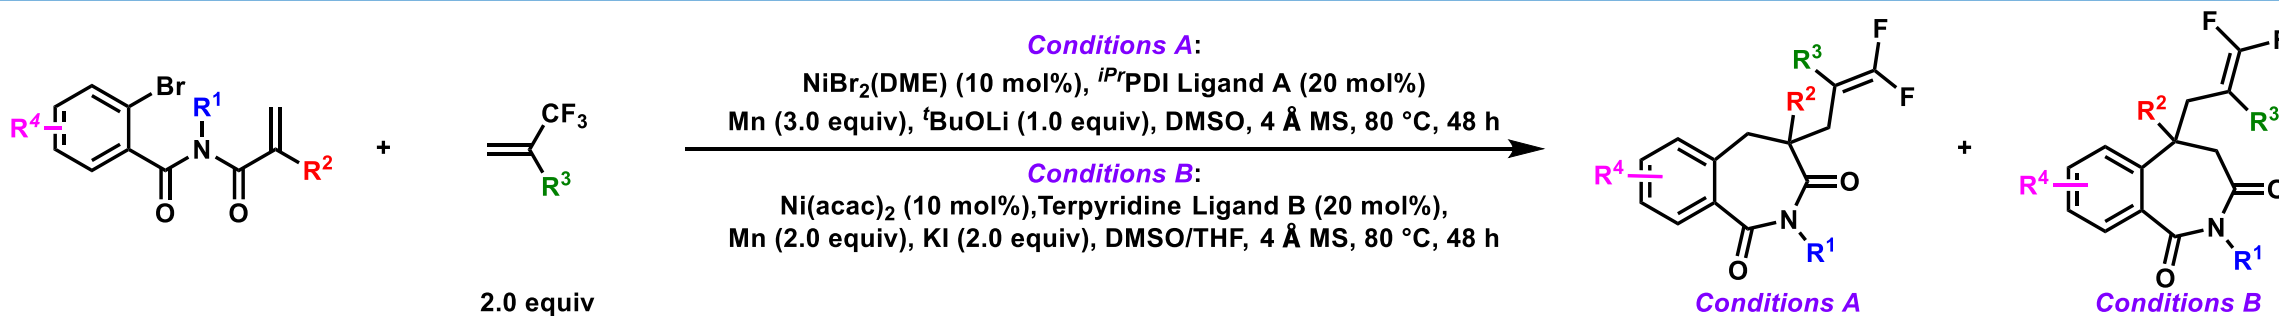 Conditions A:
NiBr2(DME) (10 mol%), iPrPDI Ligand A (20 mol%)
Mn (3.0 equiv), tBuOLi (1.0 equiv), DMSO, 4 Å MS, 80 °C, 48 h
Conditions B:
Ni(acac)2 (10 mol%),Terpyridine Ligand B (20 mol%),
Mn (2.0 equiv), KI (2.0 equiv), DMSO/THF, 4 Å MS, 80 °C, 48 h
Br
R1
R4
N
R2
O
O
+
CF3
R3
2.0 equiv
F
R3
F
R2
R4
O
N
R1
O
Conditions A
+
F
F
R2
R3
R4
O
N
R1
O
Conditions B